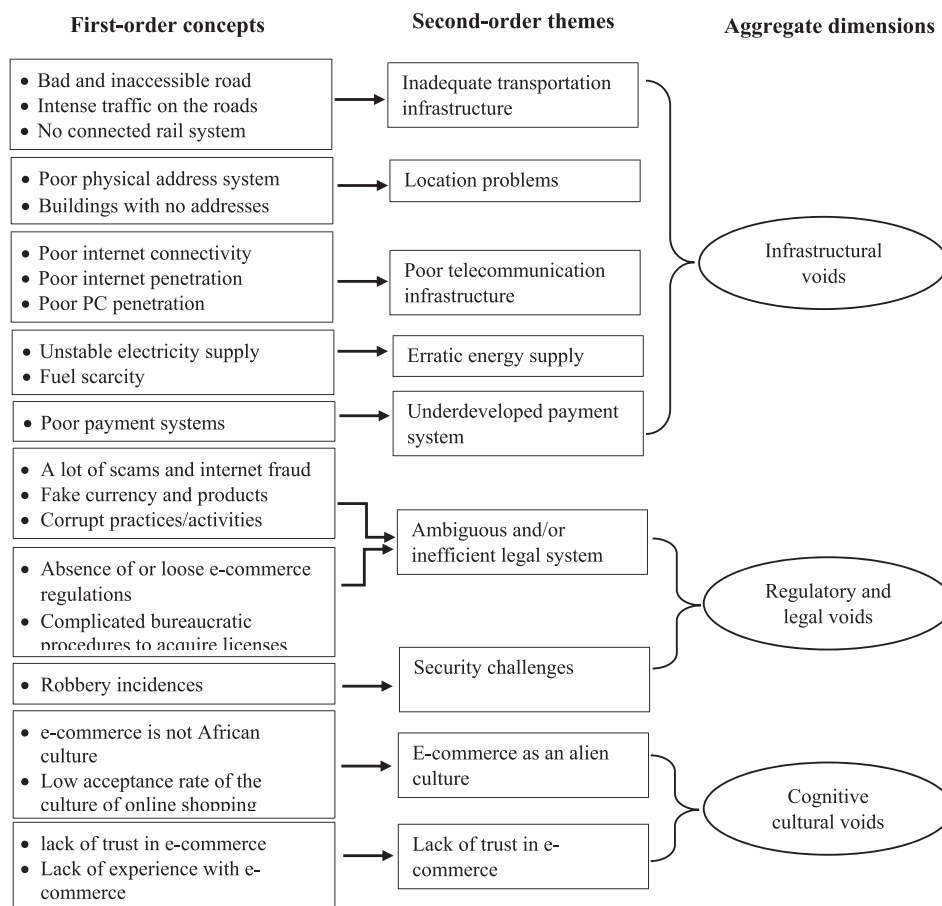 First-order concepts
Second-order themes
Aggregate dimensions
• Bad and inaccessible road
• Intense traffic on the roads
• No connected rail system
Inadequate transportation
infrastructure
• Poor physical address system
• Buildings with no addresses
Location problems
• Poor internet connectivity
• Poor internet penetration
• Poor PC penetration
Poor telecommunication
infrastructure
• Unstable electricity supply
• Fuel scarcity
Erratic energy supply
• Poor payment systems
Underdeveloped payment
system
Infrastructural
voids
• A lot of scams and internet fraud
• Fake currency and products
• Corrupt practices/activities
• Absence of or loose e-commerce
regulations
• Complicated bureaucratic
procedures to acquire licenses
Ambiguous and/or
inefficient legal system
• Robbery incidences
Security challenges
Regulatory and
legal voids
• e-commerce is not African
culture
• Low acceptance rate of the
culture of online shopping
E-commerce as an alien
culture
• lack of trust in e-commerce
• Lack of experience with e-
commerce
Lack of trust in e-
commerce
Cognitive
cultural voids